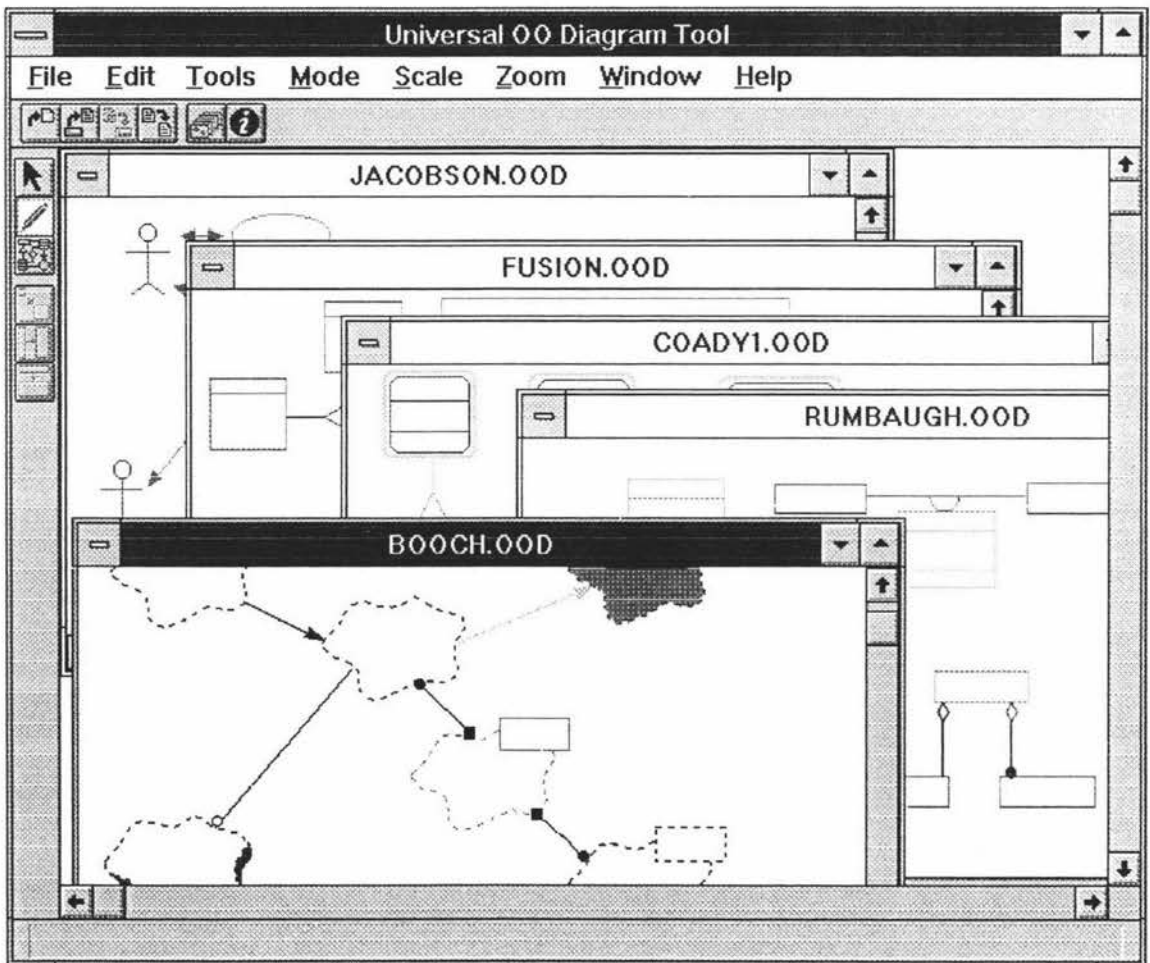 Universal OO Diagram Tool
File Edit Tools Mode Scale Zoom Window Help
JACOBSON.OOD
FUSION.OOD
COADY1.OOD
RUMBAUGH.OOD
BOOCH.OOD